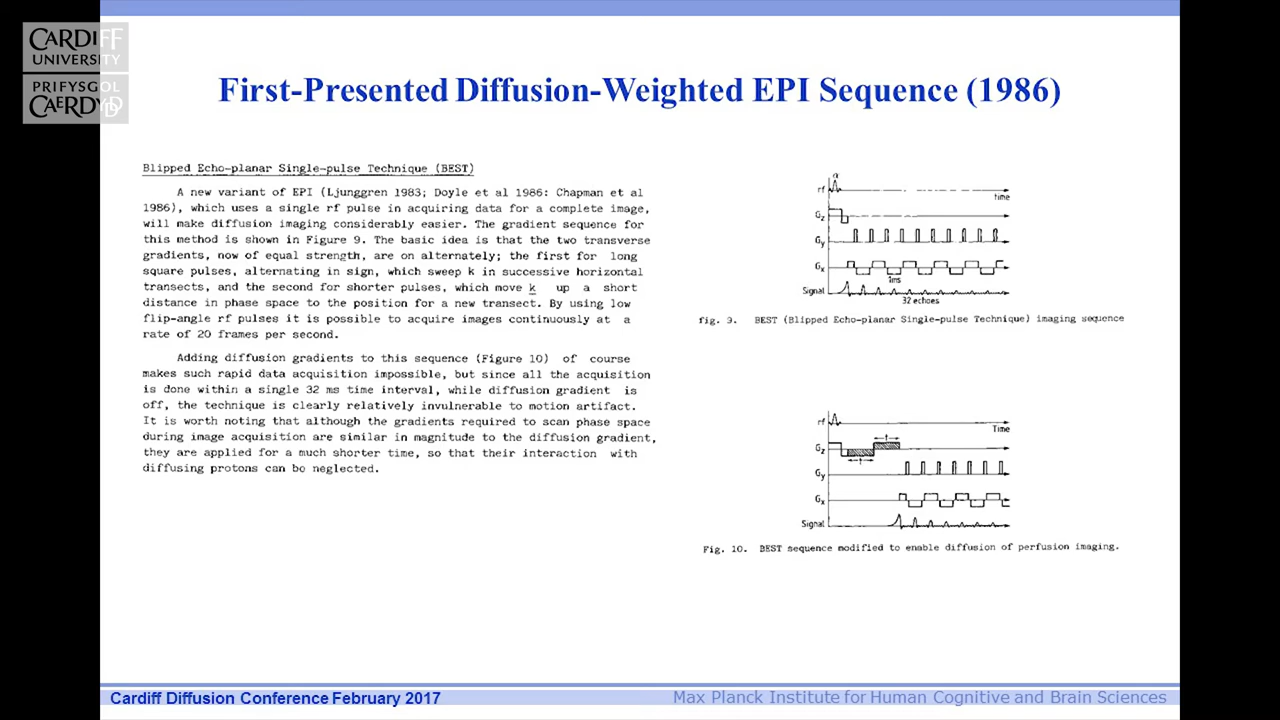 CARDIFF
UNIVERSITY
PRIFYSGOL
CAERDYDD
First-Presented Diffusion-Weighted EPI Sequence (1986)
Blipped Echo-planar Single-pulse Technique (BEST)
A new variant of EPI (Ljunggren 1983; Doyle et al 1986: Chapman et al
1986), which uses a single rf pulse in acquiring data for a complete image,
will make diffusion imaging considerably easier. The gradient sequence for
this method is shown in Figure 9. The basic idea is that the two transverse
gradients, now of equal strength, are on alternately; the first for long
square pulses, alternating in sign, which sweep k in successive horizontal
transects, and the second for shorter pulses, which move k up a short
distance in phase space to the position for a new transect. By using low
flip-angle rf pulses it is possible to acquire images continuously at a
rate of 20 frames per second.
Adding diffusion gradients to this sequence (Figure 10) of course
makes such rapid data acquisition impossible, but since all the acquisition
is done within a single 32 ms time interval, while diffusion gradient is
off, the technique is clearly relatively invulnerable to motion artifact.
It is worth noting that although the gradients required to scan phase space
during image acquisition are similar in magnitude to the diffusion gradient,
they are applied for a much shorter time, so that their interaction with
diffusing protons can be neglected.
α
rf
time
Gz
Gy
Gx
1ms
Signal
32 echoes
fig. 9. BEST (Blipped Echo-planar Single-pulse Technique) imaging sequence
rf
Time
Gz
Gy
Gx
Signal
Fig. 10. BEST sequence modified to enable diffusion of perfusion imaging.
Cardiff Diffusion Conference February 2017
Max Planck Institute for Human Cognitive and Brain Sciences